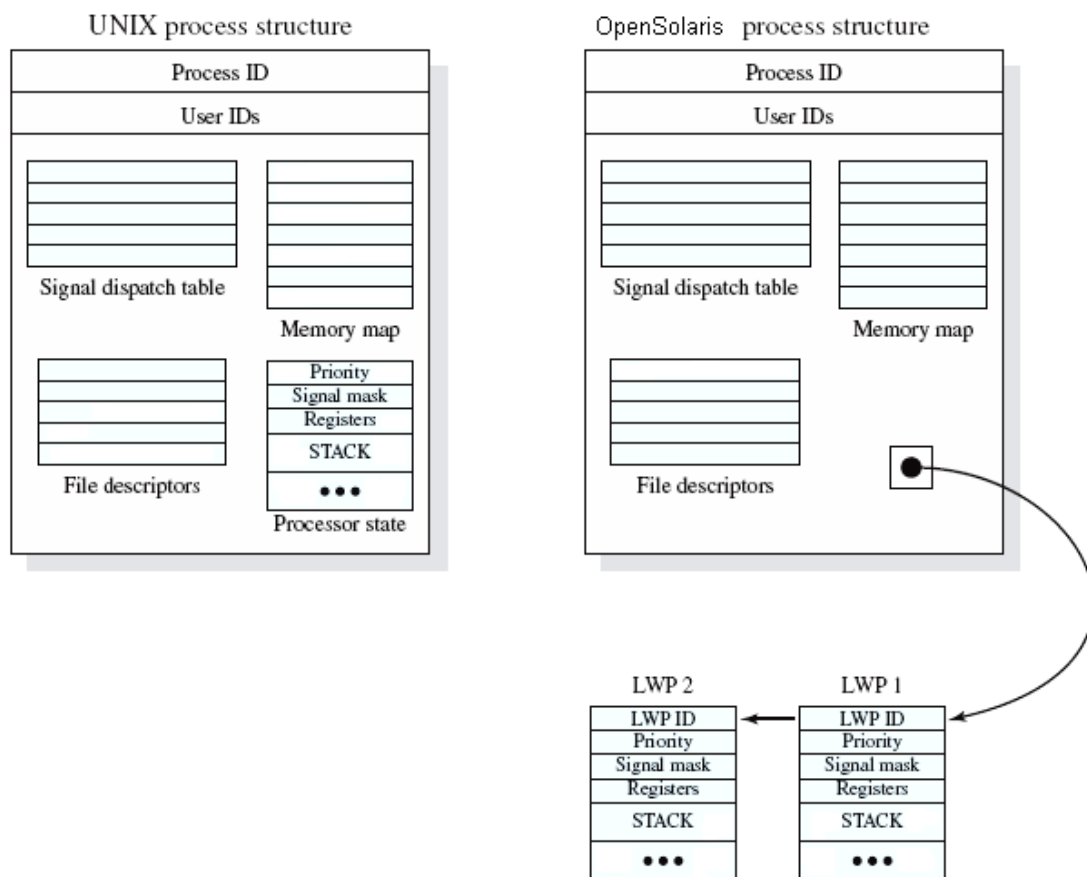 UNIX process structure
Process ID
User IDs
Signal dispatch table
Memory map
Priority
Signal mask
Registers
STACK
•••
File descriptors
Processor state
OpenSolaris process structure
Process ID
User IDs
Signal dispatch table
Memory map
File descriptors
LWP 2
LWP ID
Priority
Signal mask
Registers
STACK
•••
LWP 1
LWP ID
Priority
Signal mask
Registers
STACK
•••